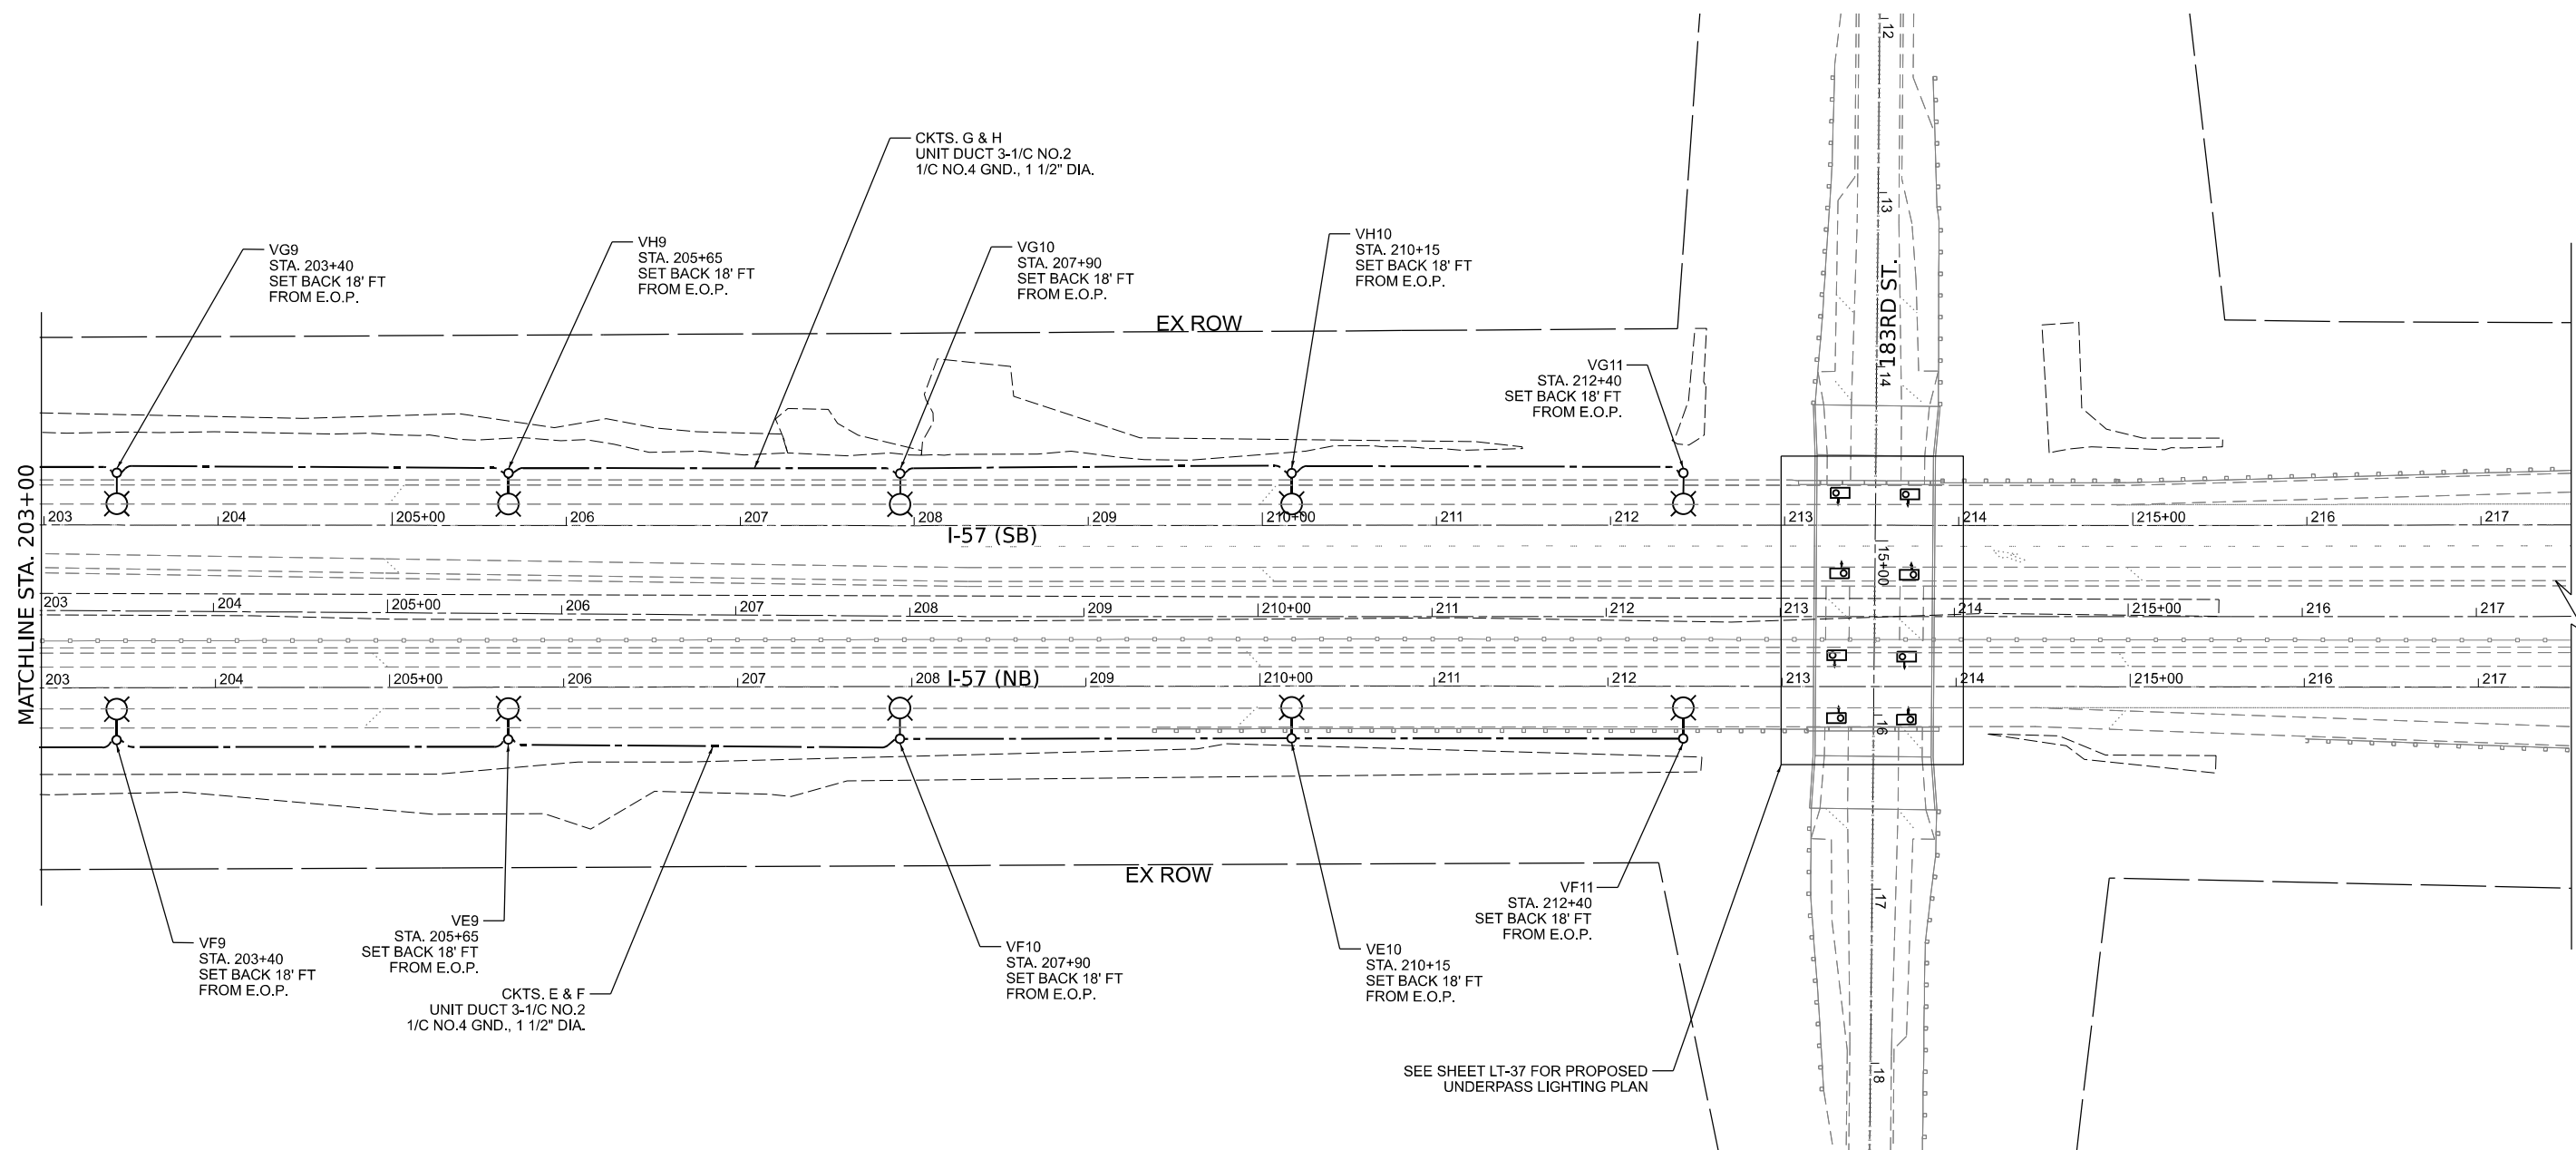 CKTS. G & H
UNIT DUCT 3-1/C NO.2
1/C NO.4 GND., 1 1/2" DIA.
VG9
STA. 203+40
SET BACK 18' FT
FROM E.O.P.
VH9
STA. 205+65
SET BACK 18' FT
FROM E.O.P.
VG10
STA. 207+90
SET BACK 18' FT
FROM E.O.P.
VH10
STA. 210+15
SET BACK 18' FT
FROM E.O.P.
VG11
STA. 212+40
SET BACK 18' FT
FROM E.O.P.
EX ROW
12
13
183RD ST.
14
15+00
16
17
18
MATCHLINE STA. 203+00
203 204 205+00 206 207 208 209 210+00 211 212 213 214 215+00 216 217
I-57 (SB)
203 204 205+00 206 207 208 209 210+00 211 212 213 214 215+00 216 217
203 204 205+00 206 207 208 209 210+00 211 212 213 214 215+00 216 217
I-57 (NB)
EX ROW
VF9
STA. 203+40
SET BACK 18' FT
FROM E.O.P.
VE9
STA. 205+65
SET BACK 18' FT
FROM E.O.P.
CKTS. E & F
UNIT DUCT 3-1/C NO.2
1/C NO.4 GND., 1 1/2" DIA.
VF10
STA. 207+90
SET BACK 18' FT
FROM E.O.P.
VE10
STA. 210+15
SET BACK 18' FT
FROM E.O.P.
VF11
STA. 212+40
SET BACK 18' FT
FROM E.O.P.
SEE SHEET LT-37 FOR PROPOSED
UNDERPASS LIGHTING PLAN